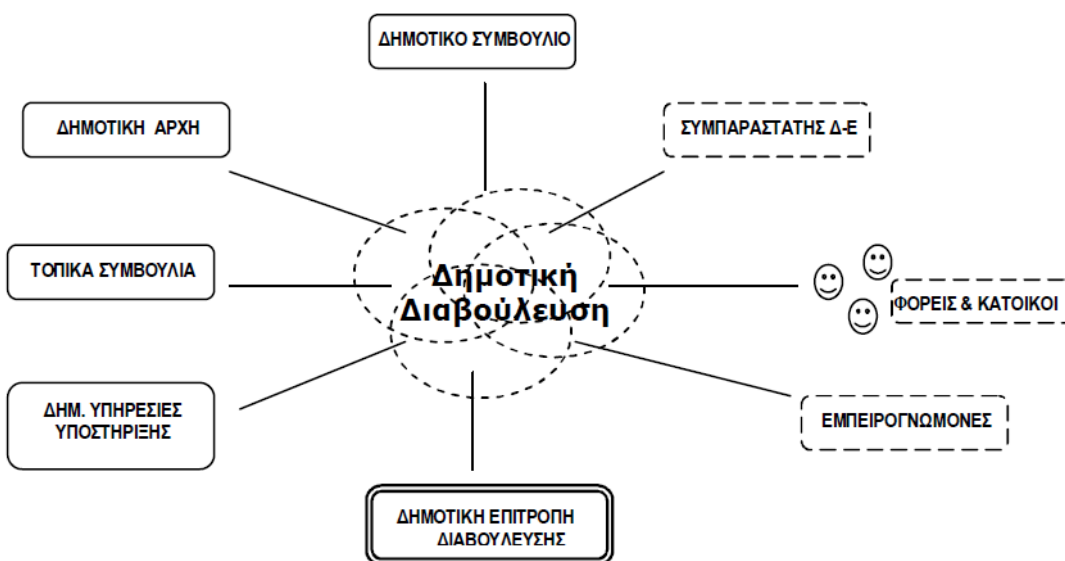 ΔΗΜΟΤΙΚΟ ΣΥΜΒΟΥΛΙΟ
ΔΗΜΟΤΙΚΗ ΑΡΧΗ
ΣΥΜΠΑΡΑΣΤΑΤΗΣ Δ-Ε
ΤΟΠΙΚΑ ΣΥΜΒΟΥΛΙΑ
Δημοτική
Διαβούλευση
ΦΟΡΕΙΣ & ΚΑΤΟΙΚΟΙ
ΔΗΜ. ΥΠΗΡΕΣΙΕΣ
ΥΠΟΣΤΗΡΙΞΗΣ
ΕΜΠΕΙΡΟΓΝΩΜΟΝΕΣ
ΔΗΜΟΤΙΚΗ ΕΠΙΤΡΟΠΗ
ΔΙΑΒΟΥΛΕΥΣΗΣ